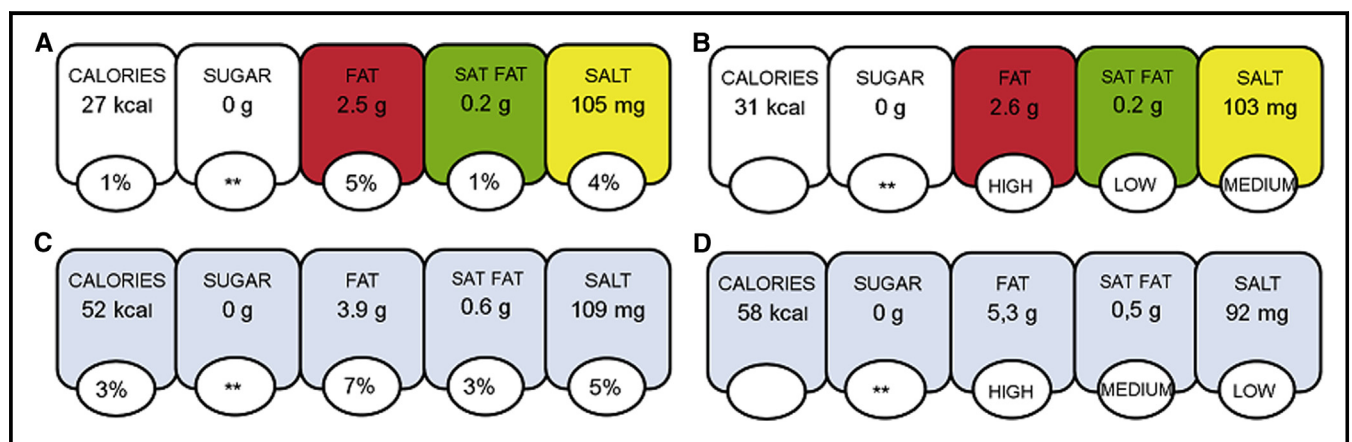 A
CALORIES SUGAR FAT SAT FAT SALT
27 kcal 0 g 2.5 g 0.2 g 105 mg
1% ** 5% 1% 4%
B
CALORIES SUGAR FAT SAT FAT SALT
31 kcal 0 g 2.6 g 0.2 g 103 mg
** HIGH LOW MEDIUM
C
CALORIES SUGAR FAT SAT FAT SALT
52 kcal 0 g 3.9 g 0.6 g 109 mg
3% ** 7% 3% 5%
D
CALORIES SUGAR FAT SAT FAT SALT
58 kcal 0 g 5,3 g 0,5 g 92 mg
** HIGH MEDIUM LOW